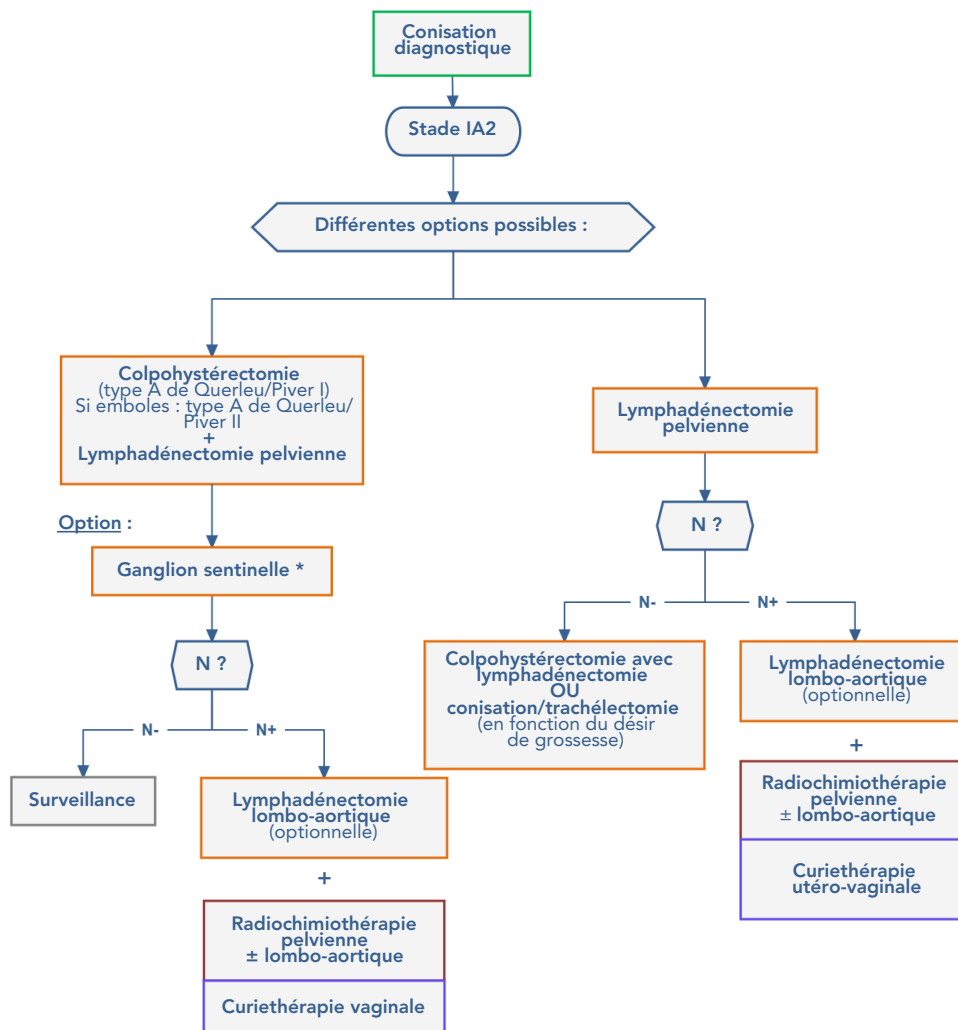 Conisation
diagnostique
Stade IA2
Différentes options possibles :
Colpohystérectomie
(type A de Querleu/Piver I)
Si emboles : type A de Querleu/
Piver II
+
Lymphadénectomie pelvienne
Option :
Ganglion sentinelle *
N ?
N-
N+
Surveillance
Lymphadénectomie
lombo-aortique
(optionnelle)
+
Radiochimiothérapie
pelvienne
± lombo-aortique
Curiethérapie vaginale
Lymphadénectomie
pelvienne
N ?
N-
N+
Colpohystérectomie avec
lymphadénectomie
OU
conisation/trachélectomie
(en fonction du désir
de grossesse)
Lymphadénectomie
lombo-aortique
(optionnelle)
+
Radiochimiothérapie
pelvienne
± lombo-aortique
Curiethérapie
utéro-vaginale